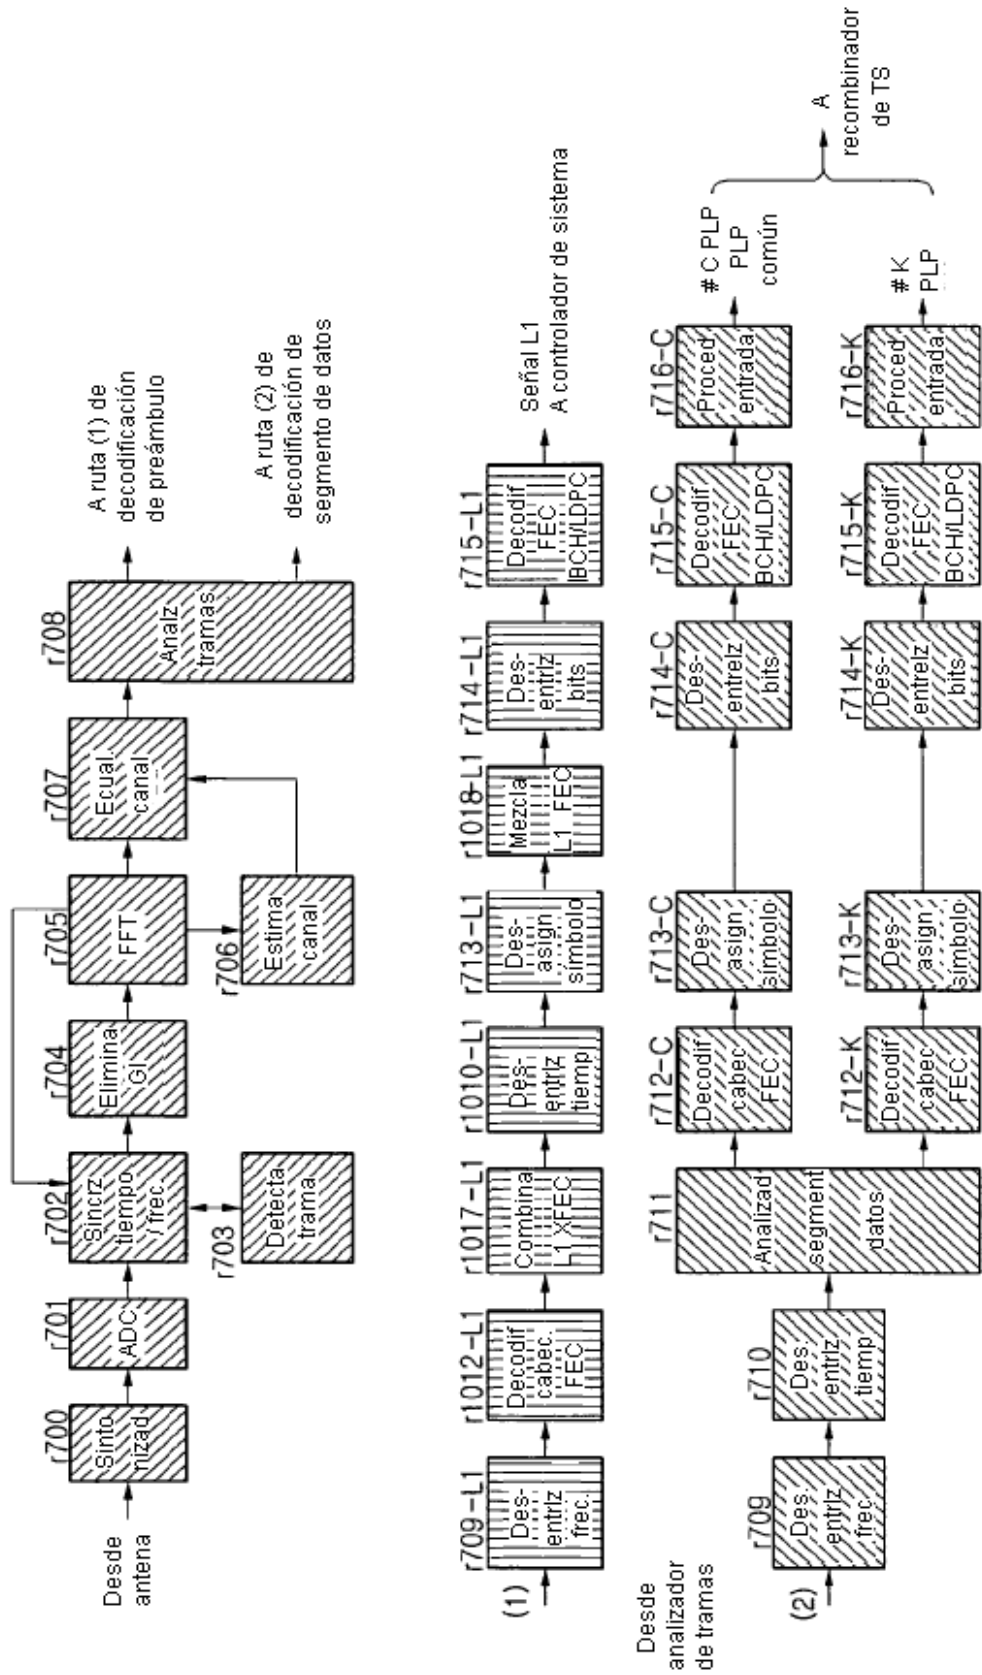 Desde
antena
r700
Sinto
nizad
r701
ADC
r702
Sincrz
tiempo
/frec.
r703
Detecta
trama.
r704
Elimina
GI
r705
FFT
r706
Estima
canal
r707
Ecual.
canal
r708
Analiz
tramas
A ruta (1) de
decodificación
de preámbulo
A ruta (2) de
decodificación de
segmento de datos
(1)
r709-L1
Des-
entrlz
frec.
r1012-L1
Decodif
cabec.
FEC
r1017-L1
Combina
L1 XFEC
r1010-L1
Des-
entrlz
tiemp
r713-L1
Des-
asign
simbolo
r1018-L1
Mezcla
L1 FEC
r714-L1
Des-
entrlz
bits
r715-L1
Decodif
FEC
BCH/LDPC
Señal L1
A controlador de sistema
Desde
analizador
de tramas
(2)
r709
Des.
entrlz
frec.
r710
Des.
entrlz
tiemp
r711
Analizad
segment
datos
r712-C
Decodif
cabec
FEC
r713-C
Des-
asign
simbolo
r714-C
Des-
entrelz
bits
r715-C
Decodif
FEC
BCH/LDPC
r716-C
Proced
entrada
# C PLP
PLP
común
r712-K
Decodif
cabec
FEC
r713-K
Des-
asign
simbolo
r714-K
Des-
entrelz
bits
r715-K
Decodif
FEC
BCH/LDPC
r716-K
Proced
entrada
# K
PLP
A
recombinador
de TS